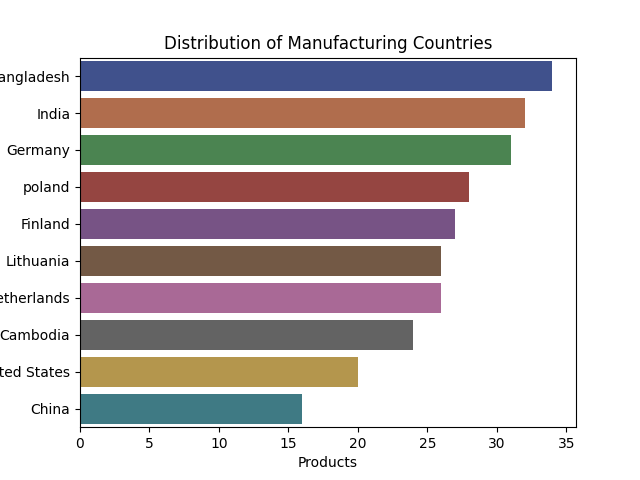 Distribution of Manufacturing Countries
angladesh
India
Germany
poland
Finland
Lithuania
etherlands
Cambodia
ted States
China
0 5 10 15 20 25 30 35
Products